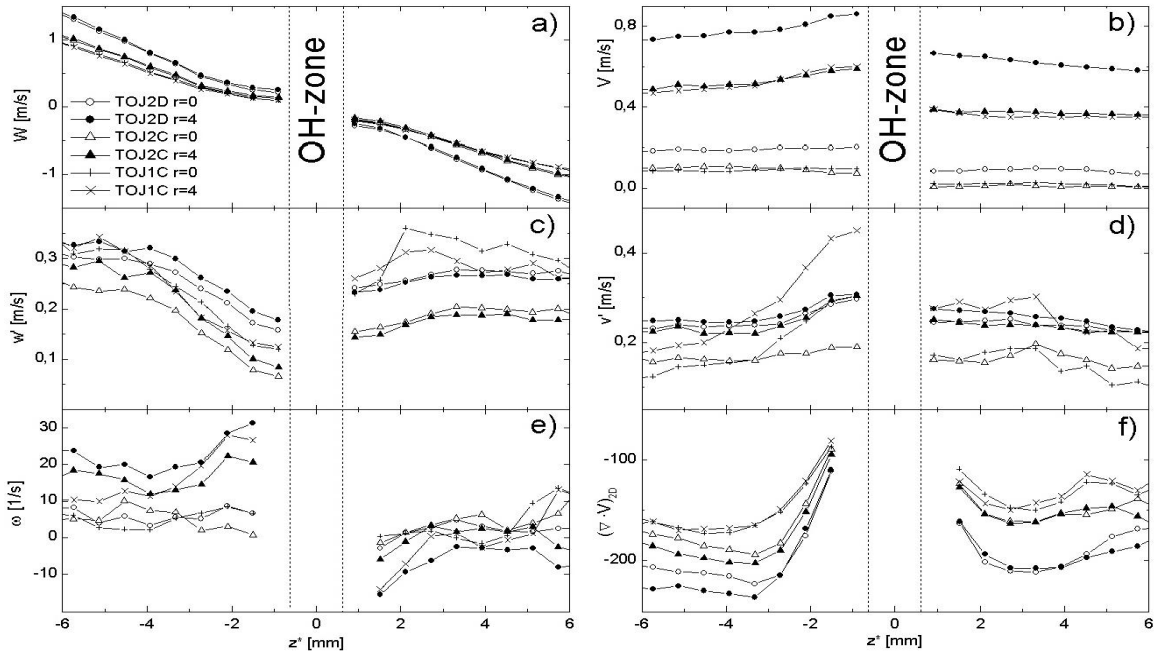 a)
1
0
-1
W [m/s]
OH-zone
TOJ2D r=0
TOJ2D r=4
TOJ2C r=0
TOJ2C r=4
TOJ1C r=0
TOJ1C r=4
b)
0,8
0,4
0,0
V [m/s]
OH-zone
c)
0,3
0,2
0,1
w' [m/s]
d)
0,4
0,2
v' [m/s]
e)
30
20
10
0
-10
ω [1/s]
-6 -4 -2 0 2 4 6
z* [mm]
f)
-100
-200
(∇·V)2D
-6 -4 -2 0 2 4 6
z* [mm]